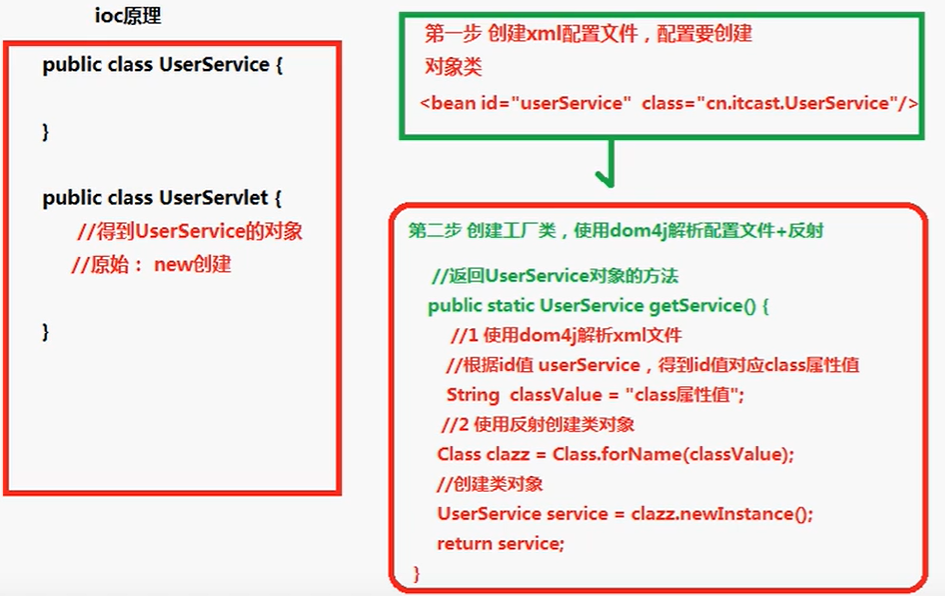 ioc原理
public class UserService {
}
public class UserServlet {
//得到UserService的对象
//原始： new创建
}
第一步 创建xml配置文件，配置要创建
对象类
<bean id="userService" class="cn.itcast.UserService"/>
第二步 创建工厂类，使用dom4j解析配置文件+反射
//返回UserService对象的方法
public static UserService getService() {
//1 使用dom4j解析xml文件
//根据id值 userService，得到id值对应class属性值
String classValue = "class属性值";
//2 使用反射创建类对象
Class clazz = Class.forName(classValue);
//创建类对象
UserService service = clazz.newInstance();
return service;
}